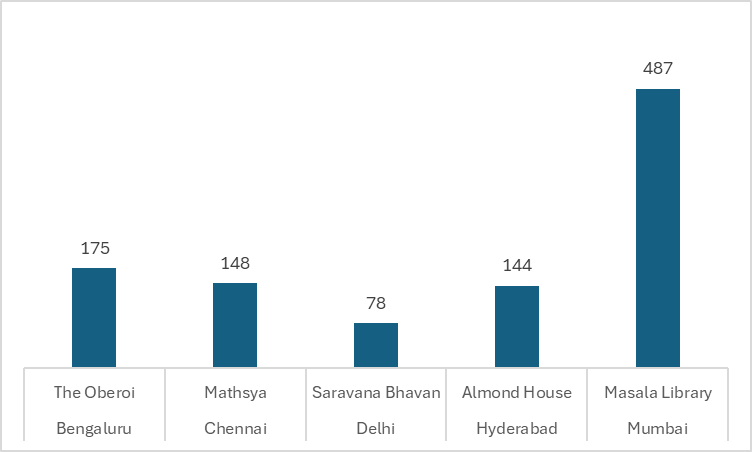 487
175
148
144
78
The Oberoi Mathsya Saravana Bhavan Almond House Masala Library
Bengaluru Chennai Delhi Hyderabad Mumbai